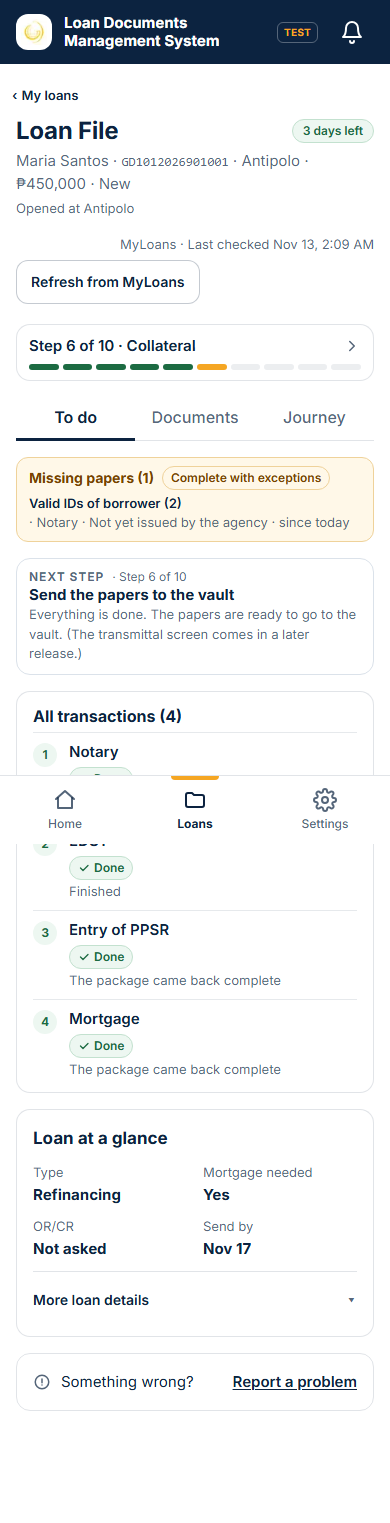 Loan Documents
Management System
TEST
‹ My loans
Loan File
3 days left
Maria Santos · GD1012026901001 · Antipolo ·
₱450,000 · New
Opened at Antipolo
MyLoans · Last checked Nov 13, 2:09 AM
Refresh from MyLoans
Step 6 of 10 · Collateral
To do
Documents
Journey
Missing papers (1)
Complete with exceptions
Valid IDs of borrower (2)
· Notary · Not yet issued by the agency · since today
NEXT STEP · Step 6 of 10
Send the papers to the vault
Everything is done. The papers are ready to go to the
vault. (The transmittal screen comes in a later
release.)
All transactions (4)
1
Notary
Home
Loans
Settings
✓ Done
Finished
3
Entry of PPSR
✓ Done
The package came back complete
4
Mortgage
✓ Done
The package came back complete
Loan at a glance
Type
Mortgage needed
Refinancing
Yes
OR/CR
Send by
Not asked
Nov 17
More loan details
Something wrong?
Report a problem